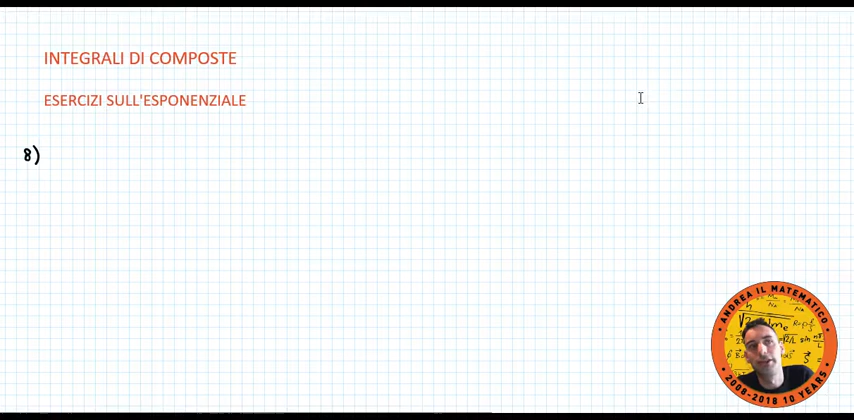 INTEGRALI DI COMPOSTE
ESERCIZI SULL'ESPONENZIALE
8)
ANDREA IL MATEMATICO
2008-2018 10 YEARS